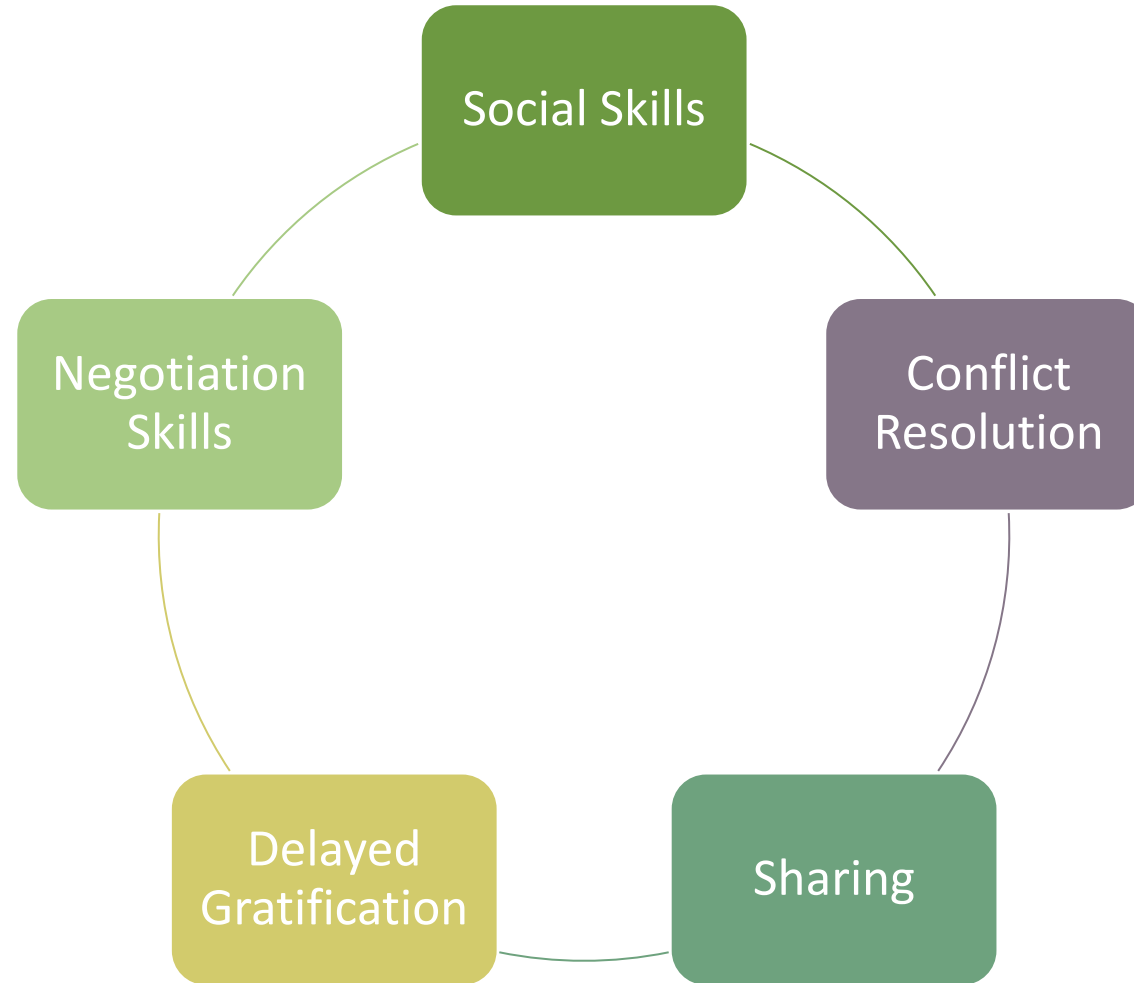 Social Skills
Conflict
Resolution
Sharing
Delayed
Gratification
Negotiation
Skills